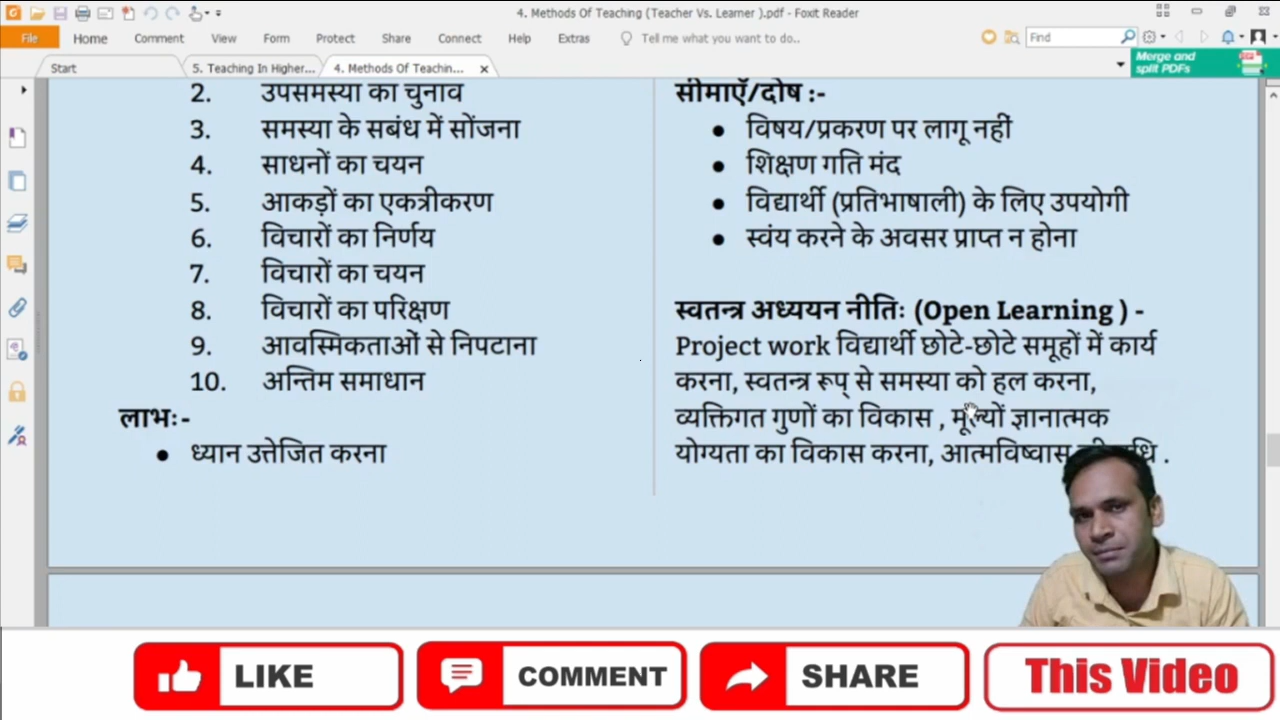 4. Methods Of Teaching (Teacher Vs. Learner ).pdf - Foxit Reader
File Home Comment View Form Protect Share Connect Help Extras Tell me what you want to do.. Find
Start 5. Teaching In Higher... 4. Methods Of Teachin...
Merge and
split PDFs
2. उपसमस्या का चुनाव
3. समस्या के सबंध में सोंजना
4. साधनों का चयन
5. आकड़ों का एकत्रीकरण
6. विचारों का निर्णय
7. विचारों का चयन
8. विचारों का परिक्षण
9. आवस्मिकताओं से निपटाना
10. अन्तिम समाधान
लाभः-
● ध्यान उत्तेजित करना
सीमाऍ/दोष :-
● विषय/प्रकरण पर लागू नहीं
● शिक्षण गति मंद
● विद्यार्थी (प्रतिभाषाली) के लिए उपयोगी
● स्वंय करने के अवसर प्राप्त न होना
स्वतन्त्र अध्ययन नीतिः (Open Learning ) -
Project work विद्यार्थी छोटे-छोटे समूहों में कार्य
करना, स्वतन्त्र रूप् से समस्या को हल करना,
व्यक्तिगत गुणों का विकास , मूल्यों ज्ञानात्मक
योग्यता का विकास करना, आत्मविष्वास
LIKE
COMMENT
SHARE
This Video